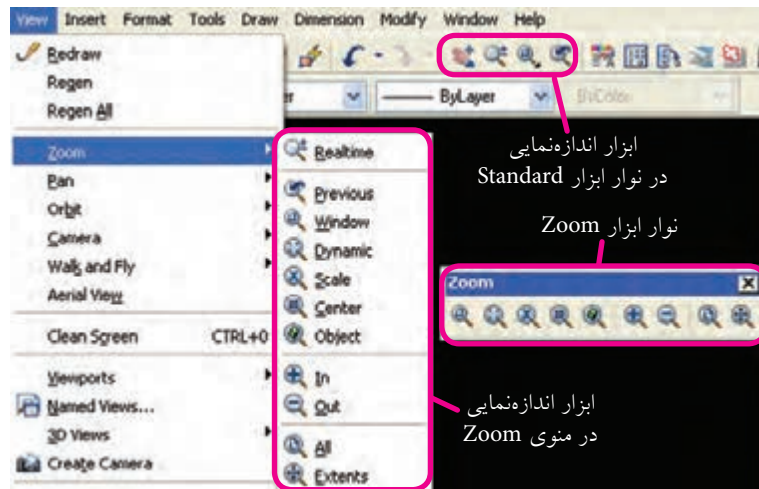 View Insert Format Tools Draw Dimension Modify Window Help
Redraw
Regen
Regen All
Zoom
Pan
Orbit
Camera
Walk and Fly
Aerial View
Clean Screen CTRL+0
Viewports
Named Views...
3D Views
Create Camera
Realtime
Previous
Window
Dynamic
Scale
Center
Object
In
Out
All
Extents
ByLayer
ByColor
ابزار اندازه‌نمایی
در نوار ابزار Standard
نوار ابزار Zoom
Zoom
ابزار اندازه‌نمایی
در منوی Zoom